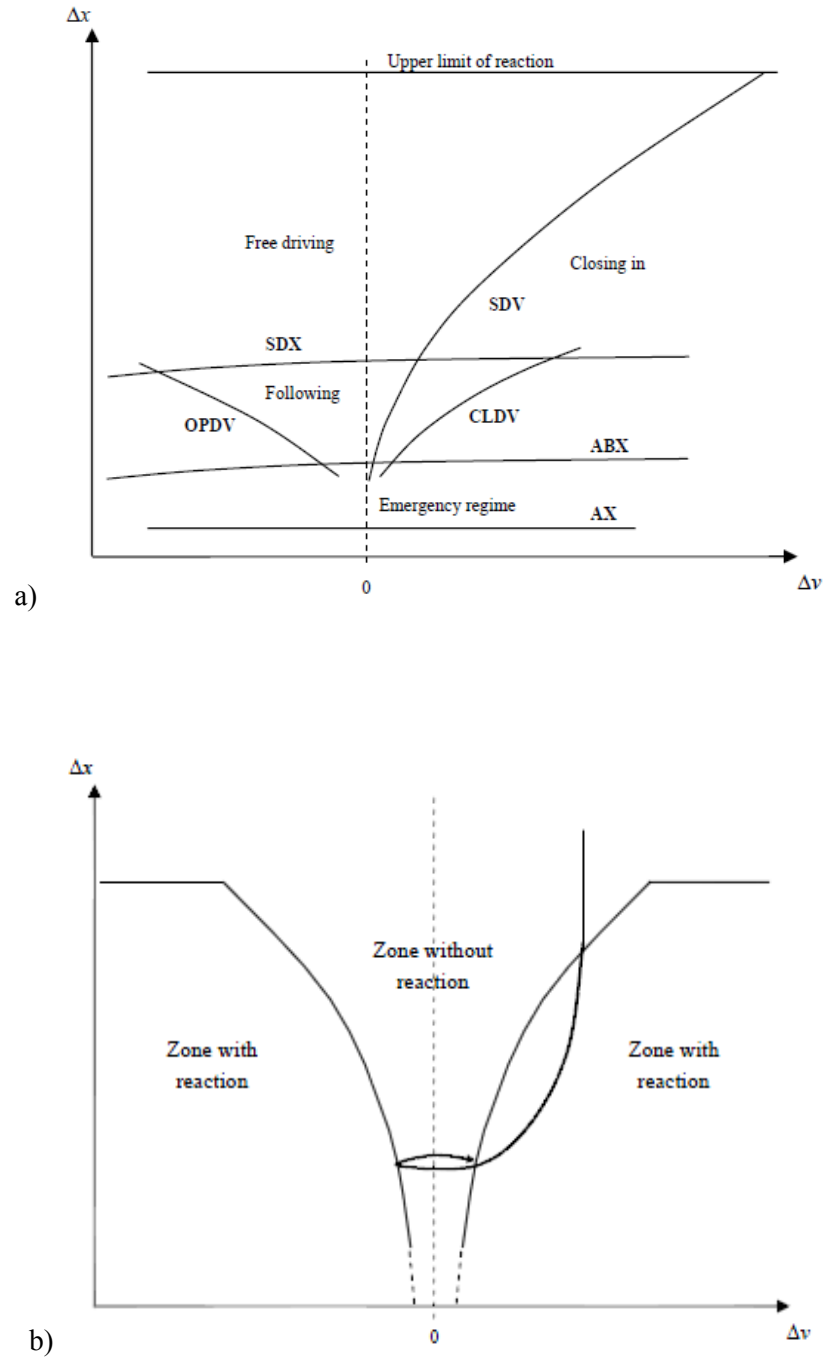 Δx
Upper limit of reaction
Free driving
Closing in
SDV
SDX
Following
OPDV
CLDV
ABX
Emergency regime
AX
0
Δv
a)
Δx
Zone without
reaction
Zone with
reaction
Zone with
reaction
0
Δv
b)